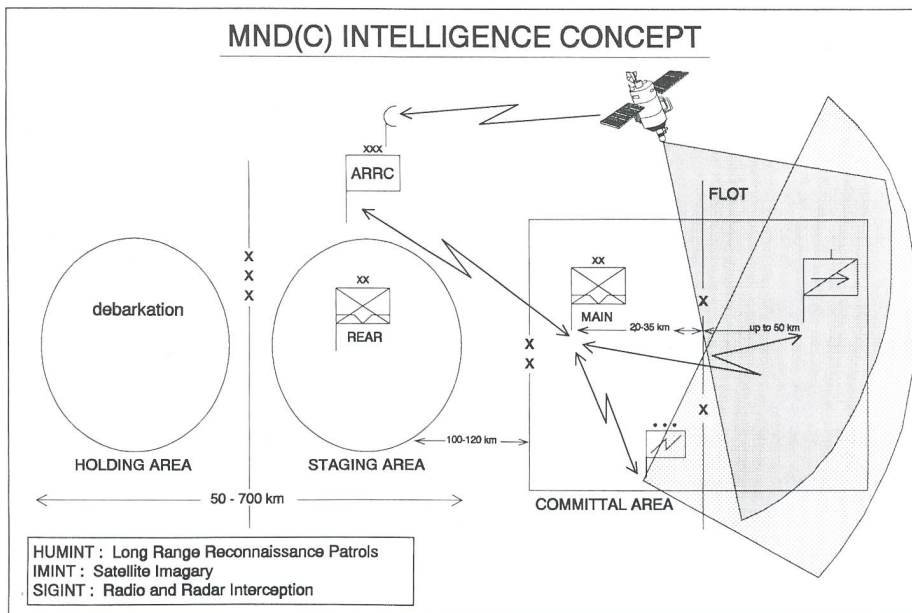 MND(C) INTELLIGENCE CONCEPT
xxx
ARRC
FLOT
debarkation
X
X
X
xx
REAR
xx
MAIN
X
20-35 km
up to 50 km
X
X
X
100-120 km
HOLDING AREA
STAGING AREA
COMMITTAL AREA
50 - 700 km
HUMINT : Long Range Reconnaissance Patrols
IMINT : Satellite Imagary
SIGINT : Radio and Radar Interception